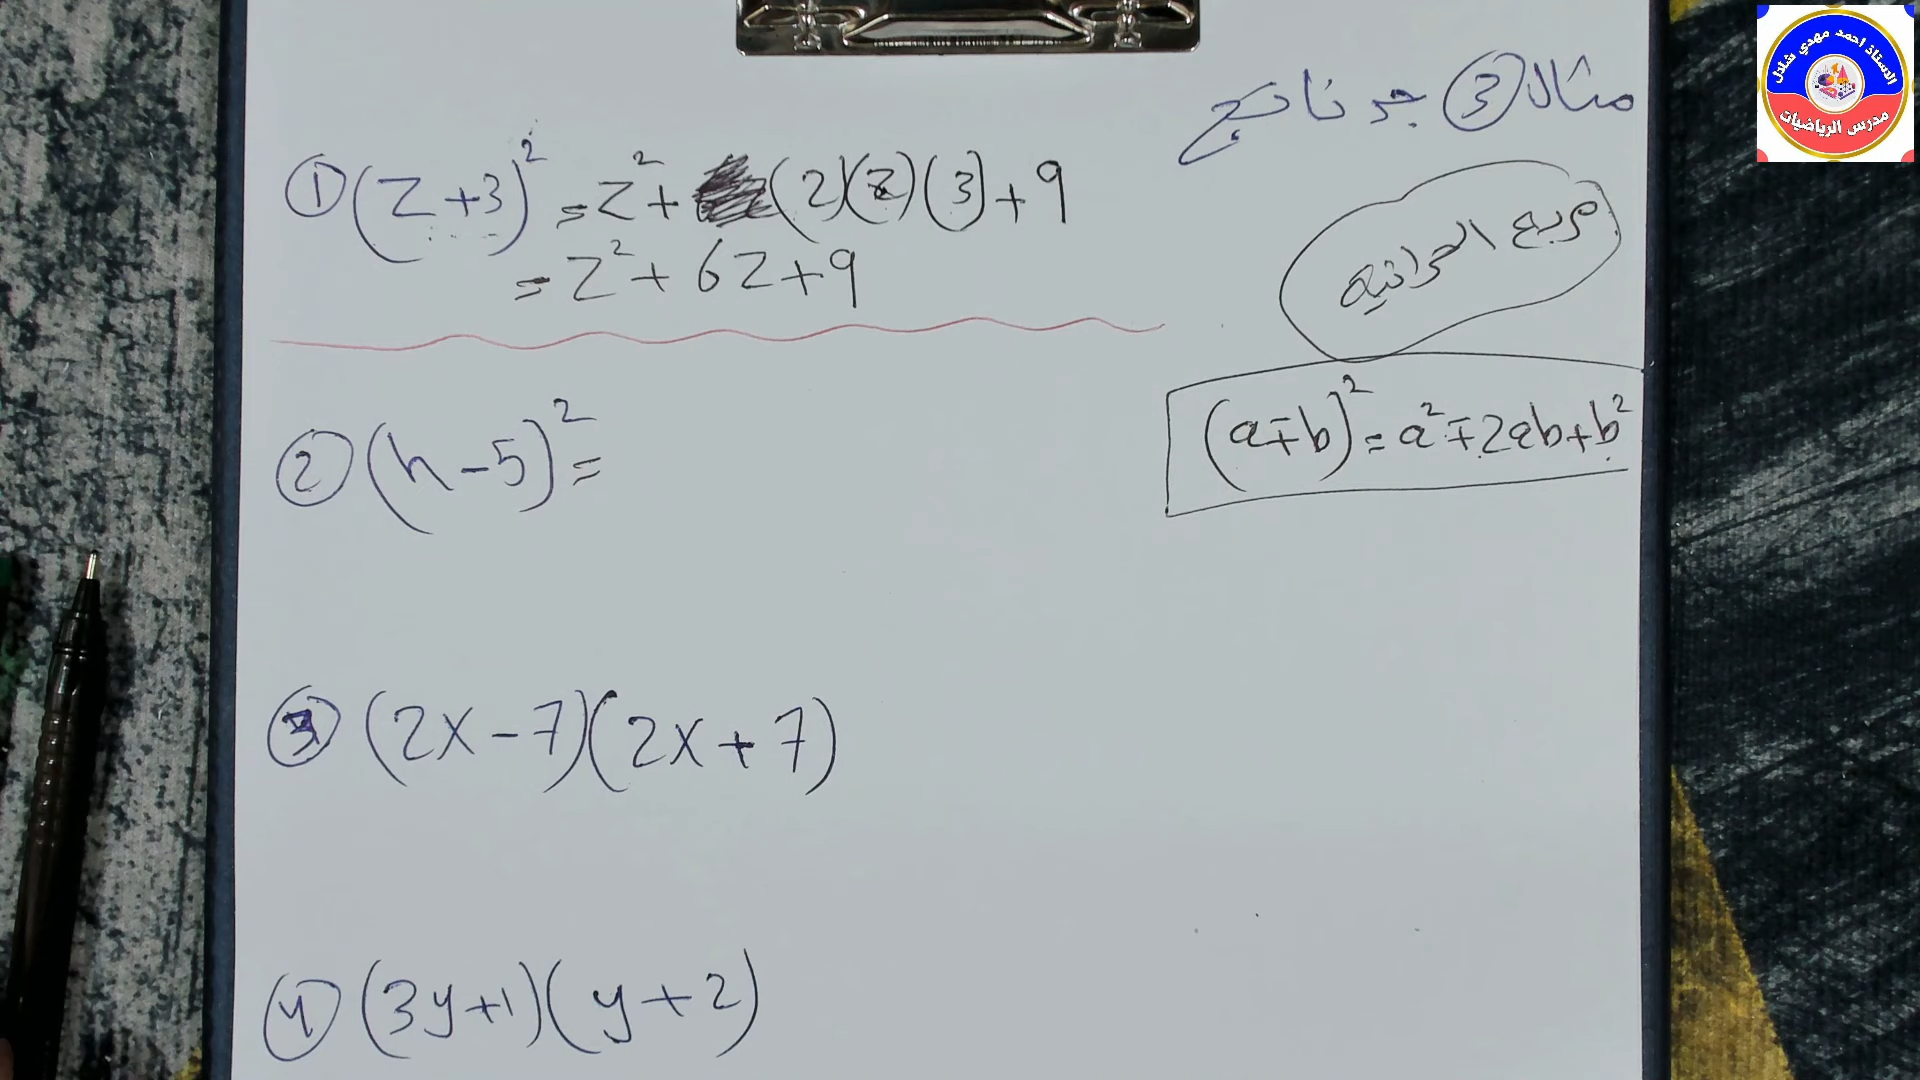 مثال ③ جد ناتج
① (z+3)² = z² + (2)(z)(3) + 9
= z² + 6z + 9
مربع الحدانيه
(a∓b)² = a² ∓ 2ab + b²
② (h-5)² =
③ (2x-7)(2x+7)
④ (3y+1)(y+2)
الاستاذ احمد مهدي شلال
مدرس الرياضيات